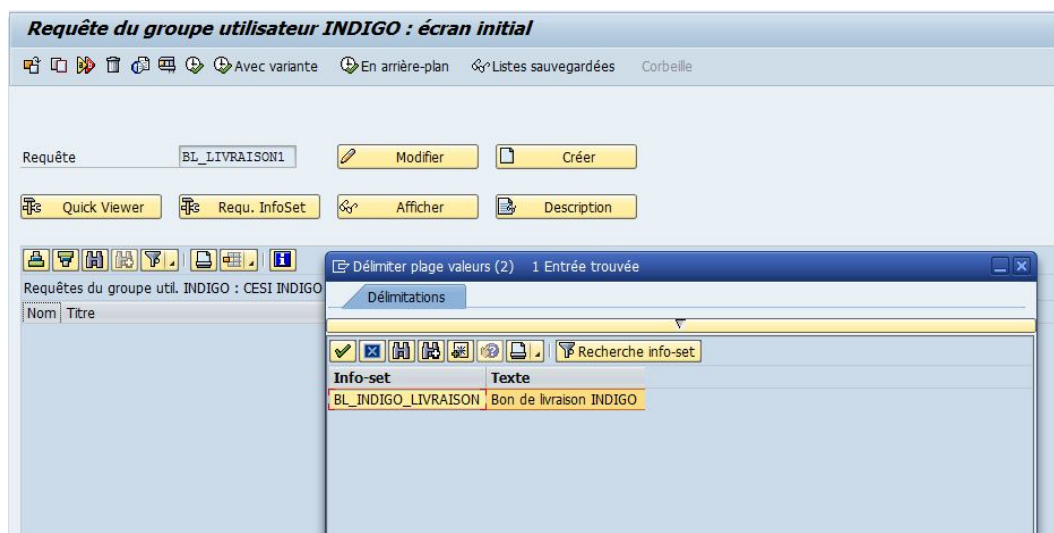 Requête du groupe utilisateur INDIGO : écran initial
Avec variante En arrière-plan Listes sauvegardées Corbeille
Requête BL_LIVRAISON1 Modifier Créer
Quick Viewer Requ. InfoSet Afficher Description
Requêtes du groupe util. INDIGO : CESI INDIGO
Nom Titre
Délimiter plage valeurs (2) 1 Entrée trouvée
Délimitations
Recherche info-set
Info-set Texte
BL_INDIGO_LIVRAISON Bon de livraison INDIGO